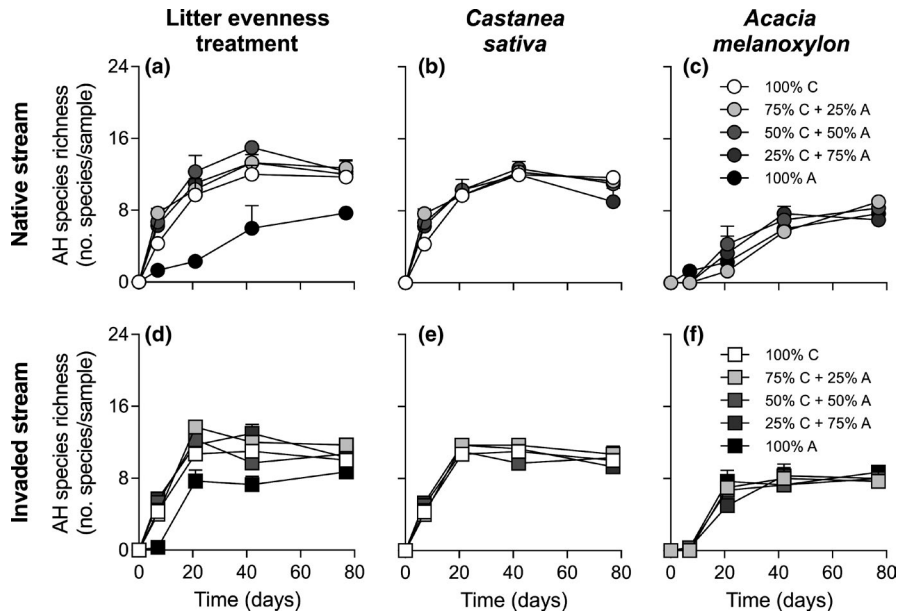 Litter evenness
treatment
Castanea
sativa
Acacia
melanoxylon
Native stream
AH species richness
(no. species/sample)
24
16
8
0
(a)
(b)
(c)
100% C
75% C + 25% A
50% C + 50% A
25% C + 75% A
100% A
Invaded stream
AH species richness
(no. species/sample)
24
16
8
0
(d)
(e)
(f)
100% C
75% C + 25% A
50% C + 50% A
25% C + 75% A
100% A
0 20 40 60 80
0 20 40 60 80
0 20 40 60 80
Time (days)
Time (days)
Time (days)